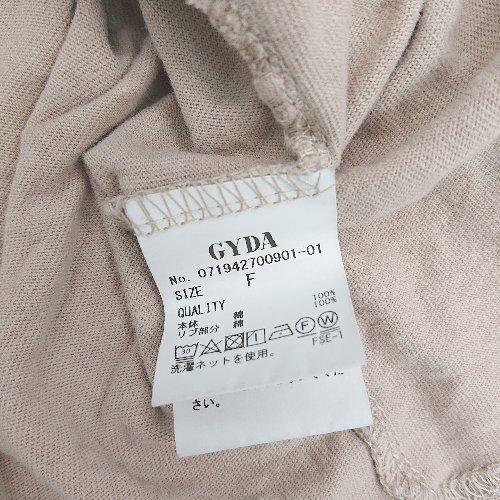 GYDA
No. 071942700901-01
SIZE F
QUALITY
本体 綿 100%
リブ部分 綿 100%
30 F W
FSE-1
洗濯ネットを使用。
さい。